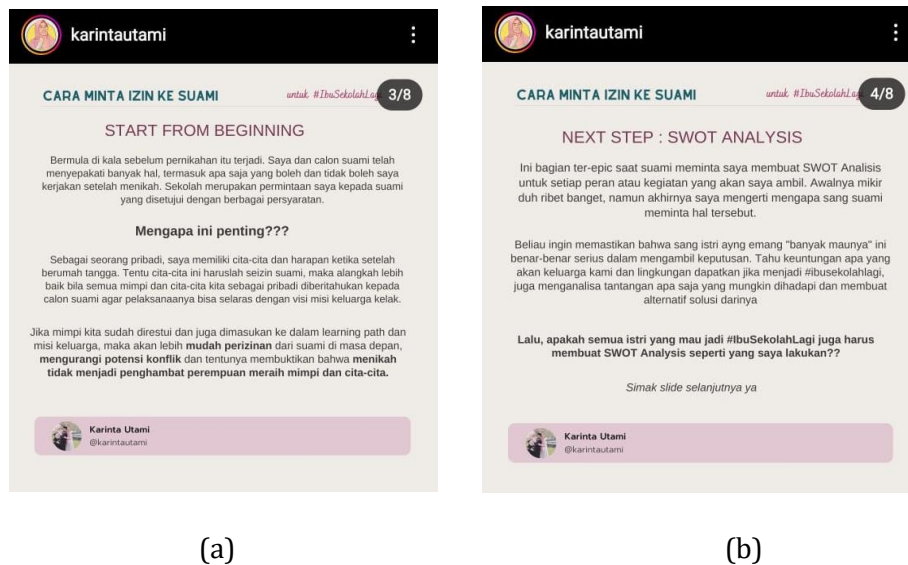 karintautami
CARA MINTA IZIN KE SUAMI
untuk #IbuSekolahLag
3/8
START FROM BEGINNING
Bermula di kala sebelum pernikahan itu terjadi. Saya dan calon suami telah
menyepakati banyak hal, termasuk apa saja yang boleh dan tidak boleh saya
kerjakan setelah menikah. Sekolah merupakan permintaan saya kepada suami
yang disetujui dengan berbagai persyaratan.
Mengapa ini penting???
Sebagai seorang pribadi, saya memiliki cita-cita dan harapan ketika setelah
berumah tangga. Tentu cita-cita ini haruslah seizin suami, maka alangkah lebih
baik bila semua mimpi dan cita-cita kita sebagai pribadi diberitahukan kepada
calon suami agar pelaksanaanya bisa selaras dengan visi misi keluarga kelak.
Jika mimpi kita sudah direstui dan juga dimasukan ke dalam learning path dan
misi keluarga, maka akan lebih mudah perizinan dari suami di masa depan,
mengurangi potensi konflik dan tentunya membuktikan bahwa menikah
tidak menjadi penghambat perempuan meraih mimpi dan cita-cita.
Karinta Utami
@karintautami
(a)
karintautami
CARA MINTA IZIN KE SUAMI
untuk #IbuSekolahLag
4/8
NEXT STEP : SWOT ANALYSIS
Ini bagian ter-epic saat suami meminta saya membuat SWOT Analisis
untuk setiap peran atau kegiatan yang akan saya ambil. Awalnya mikir
duh ribet banget, namun akhirnya saya mengerti mengapa sang suami
meminta hal tersebut.
Beliau ingin memastikan bahwa sang istri ayng emang "banyak maunya" ini
benar-benar serius dalam mengambil keputusan. Tahu keuntungan apa yang
akan keluarga kami dan lingkungan dapatkan jika menjadi #ibusekolahlagi,
juga menganalisa tantangan apa saja yang mungkin dihadapi dan membuat
alternatif solusi darinya
Lalu, apakah semua istri yang mau jadi #IbuSekolahLagi juga harus
membuat SWOT Analysis seperti yang saya lakukan??
Simak slide selanjutnya ya
Karinta Utami
@karintautami
(b)